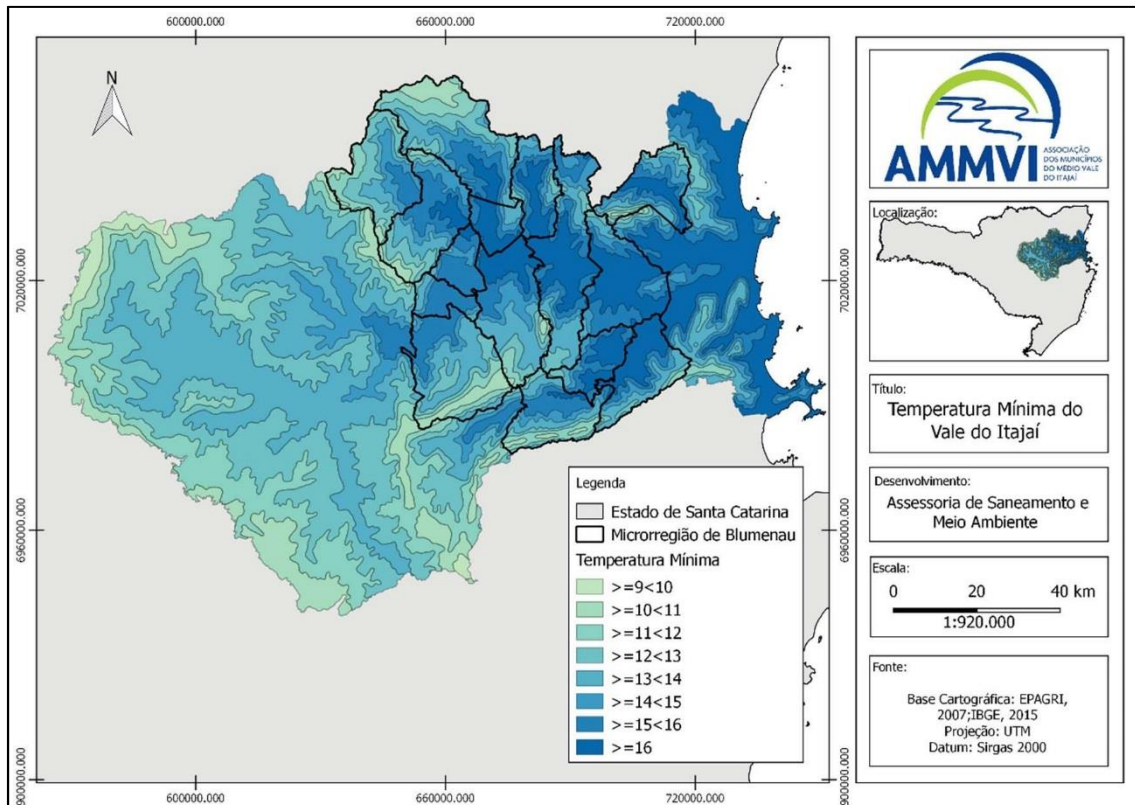 600000.000
660000.000
720000.000
N
7020000.000
6960000.000
6900000.000
7020000.000
6960000.000
6900000.000
600000.000
660000.000
720000.000
Legenda
Estado de Santa Catarina
Microrregião de Blumenau
Temperatura Mínima
>=9<10
>=10<11
>=11<12
>=12<13
>=13<14
>=14<15
>=15<16
>=16
AMMVI
ASSOCIAÇÃO
DOS MUNICÍPIOS
DO MÉDIO VALE
DO ITAJAÍ
Localização:
Título:
Temperatura Mínima do
Vale do Itajaí
Desenvolvimento:
Assessoria de Saneamento e
Meio Ambiente
Escala:
0 20 40 km
1:920.000
Fonte:
Base Cartográfica: EPAGRI,
2007;IBGE, 2015
Projeção: UTM
Datum: Sirgas 2000